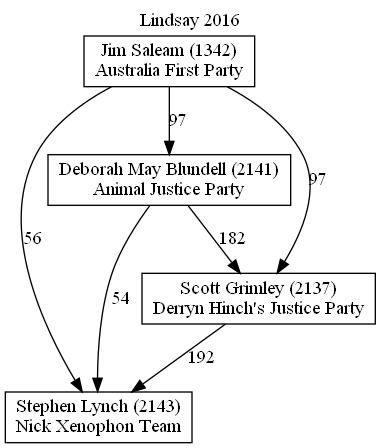 Lindsay 2016
Jim Saleam (1342)
Australia First Party
97
Deborah May Blundell (2141)
Animal Justice Party
97
56
182
54
Scott Grimley (2137)
Derryn Hinch's Justice Party
192
Stephen Lynch (2143)
Nick Xenophon Team